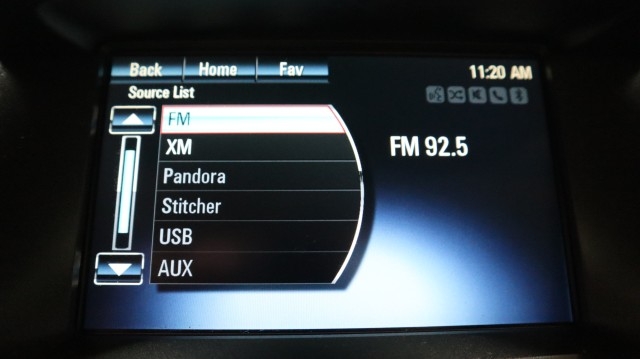 Back Home Fav 11:20 AM
Source List
FM
XM
FM 92.5
Pandora
Stitcher
USB
AUX